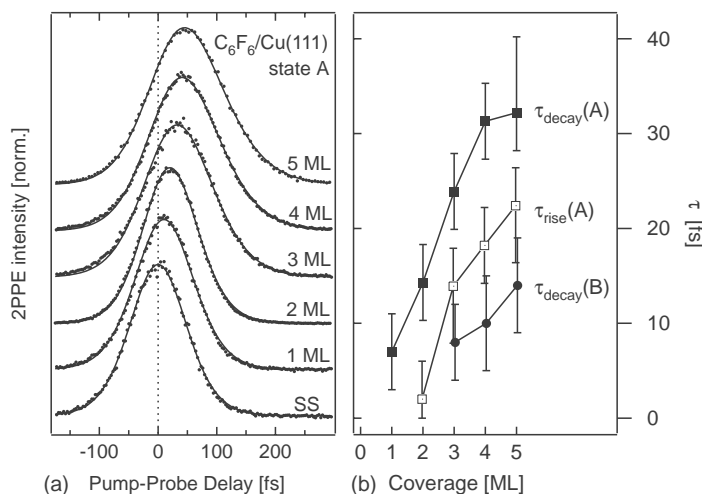 C₆F₆/Cu(111)
state A
5 ML
4 ML
3 ML
2 ML
1 ML
SS
2PPE intensity [norm.]
-100 0 100 200
(a) Pump-Probe Delay [fs]
τdecay(A)
τrise(A)
τdecay(B)
40
30
20
10
0
τ [fs]
0 1 2 3 4 5
(b) Coverage [ML]